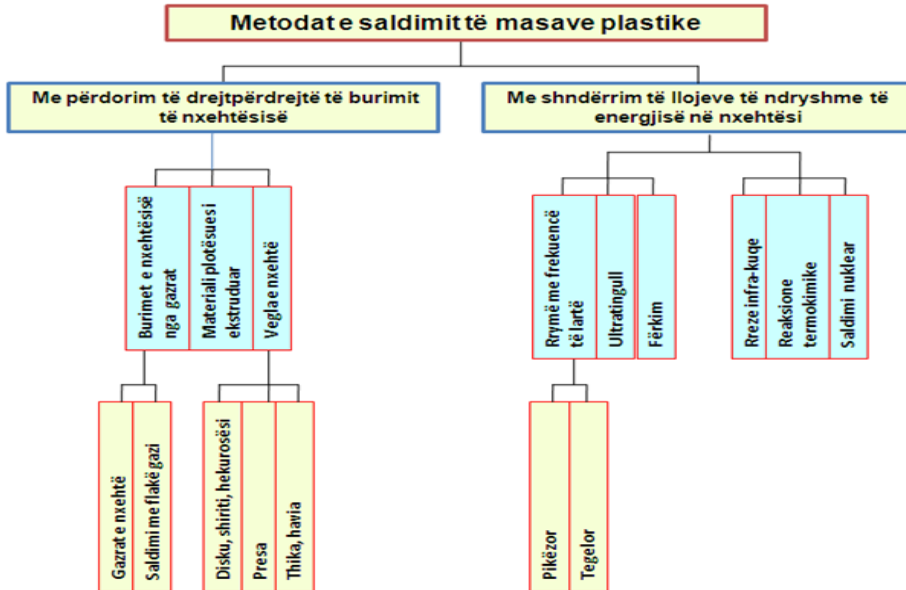 Metodat e saldimit të masave plastike
Me përdorim të drejtpërdrejtë të burimit
të nxehtësisë
Me shndërrim të llojeve të ndryshme të
energjisë në nxehtësi
Burimet e nxehtësisë
nga gazrat
Materiali plotësuesi i
ekstruduar
Vegla e nxehtë
Rrymë me frekuencë
të lartë
Ultratingull
Fërkim
Rreze infra-kuqe
Reaksione
termokimike
Saldimi nuklear
Gazrat e nxehtë
Saldimi me flakë gazi
Disku, shiriti, hekurosësi
Presa
Thika, havia
Pikëzor
Tegelor